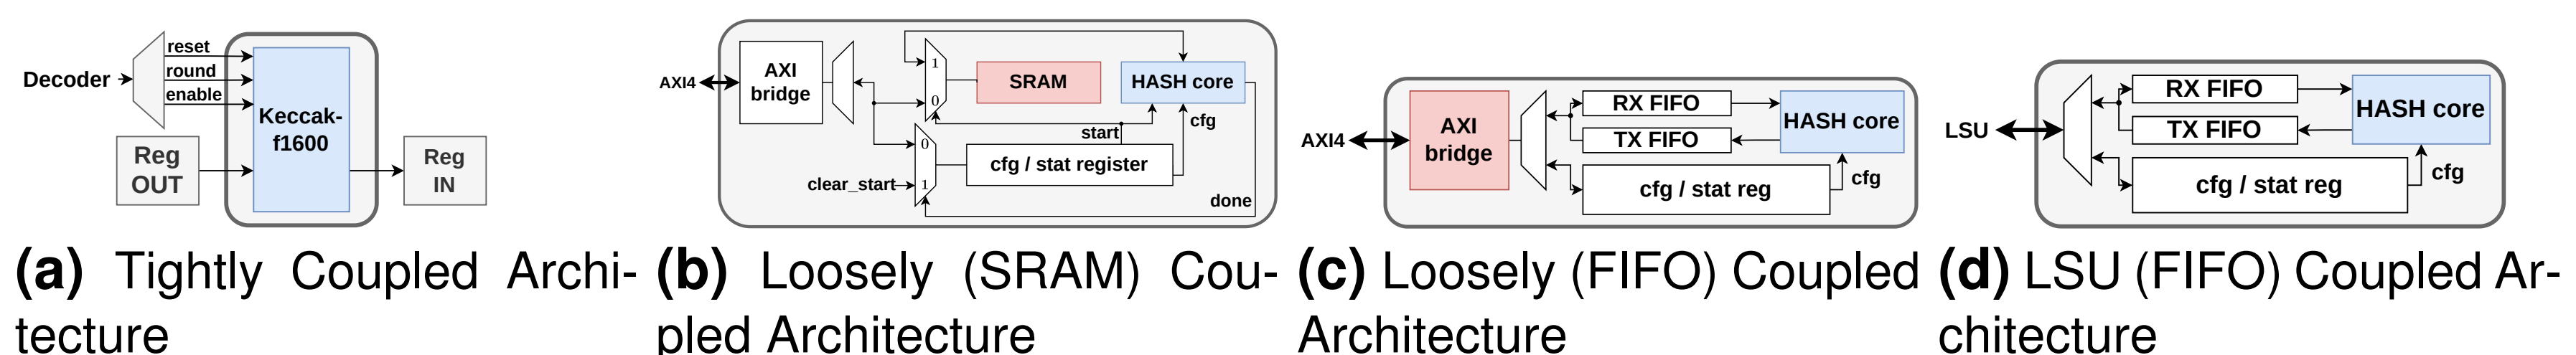 reset
Decoder
round
enable
Keccak-
f1600
Reg
OUT
Reg
IN
(a) Tightly Coupled Archi-
tecture
AXI4
AXI
bridge
1
0
SRAM
HASH core
start
cfg
0
1
clear_start
cfg / stat register
done
(b) Loosely (SRAM) Cou-
pled Architecture
AXI4
AXI
bridge
RX FIFO
TX FIFO
HASH core
cfg / stat reg
cfg
(c) Loosely (FIFO) Coupled
Architecture
LSU
RX FIFO
TX FIFO
HASH core
cfg / stat reg
cfg
(d) LSU (FIFO) Coupled Ar-
chitecture